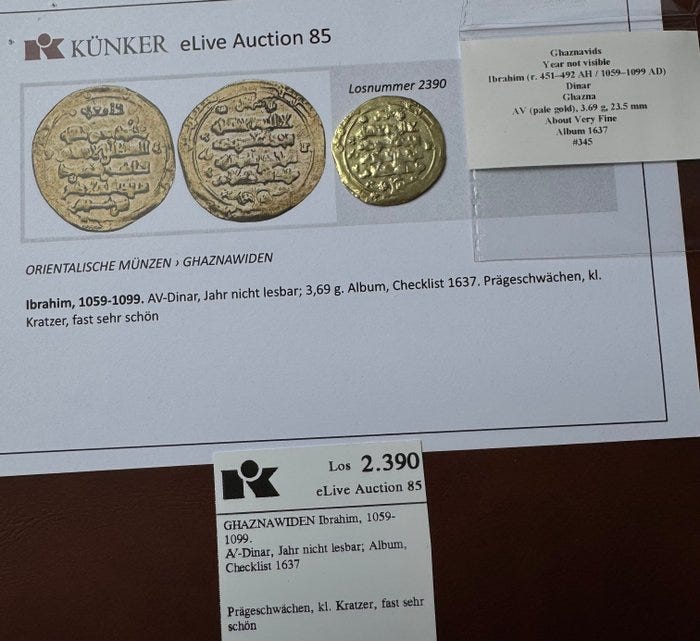 KÜNKER eLive Auction 85
Losnummer 2390
Ghaznavids
Year not visible
Ibrahim (r. 451–492 AH / 1059–1099 AD)
Dinar
Ghazna
AV (pale gold), 3.69 g, 23.5 mm
About Very Fine
Album 1637
#345
ORIENTALISCHE MÜNZEN › GHAZNAWIDEN
Ibrahim, 1059-1099. AV-Dinar, Jahr nicht lesbar; 3,69 g. Album, Checklist 1637. Prägeschwächen, kl.
Kratzer, fast sehr schön
Los 2.390
eLive Auction 85
GHAZNAWIDEN Ibrahim, 1059-
1099.
AV-Dinar, Jahr nicht lesbar; Album,
Checklist 1637
Prägeschwächen, kl. Kratzer, fast sehr
schön